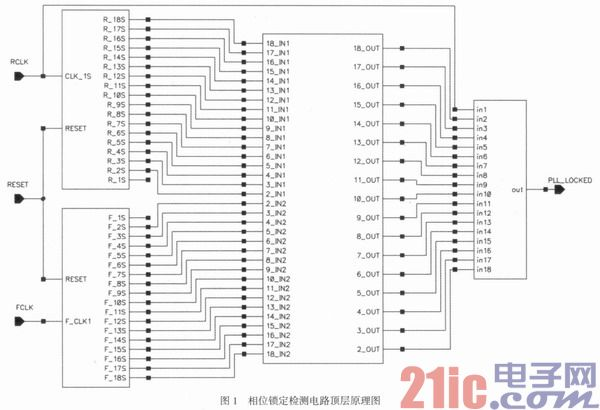 RCLK
RESET
FCLK
CLK_1S
RESET
R_18S
R_17S
R_16S
R_15S
R_14S
R_13S
R_12S
R_11S
R_10S
R_9S
R_8S
R_7S
R_6S
R_5S
R_4S
R_3S
R_2S
R_1S
RESET
F_CLK1
F_1S
F_2S
F_3S
F_4S
F_5S
F_6S
F_7S
F_8S
F_9S
F_10S
F_11S
F_12S
F_13S
F_14S
F_15S
F_16S
F_17S
F_18S
18_IN1
17_IN1
16_IN1
15_IN1
14_IN1
13_IN1
12_IN1
11_IN1
10_IN1
9_IN1
8_IN1
7_IN1
6_IN1
5_IN1
4_IN1
3_IN1
2_IN1
2_IN2
3_IN2
4_IN2
5_IN2
6_IN2
7_IN2
8_IN2
9_IN2
10_IN2
11_IN2
12_IN2
13_IN2
14_IN2
15_IN2
16_IN2
17_IN2
18_IN2
18_OUT
17_OUT
16_OUT
15_OUT
14_OUT
13_OUT
12_OUT
11_OUT
10_OUT
9_OUT
8_OUT
7_OUT
6_OUT
5_OUT
4_OUT
3_OUT
2_OUT
in1
in2
in3
in4
in5
in6
in7
in8
in9
in10
in11
in12
in13
in14
in15
in16
in17
in18
out
PLL_LOCKED
图 1 相位锁定检测电路顶层原理图
21ic.com
电子网